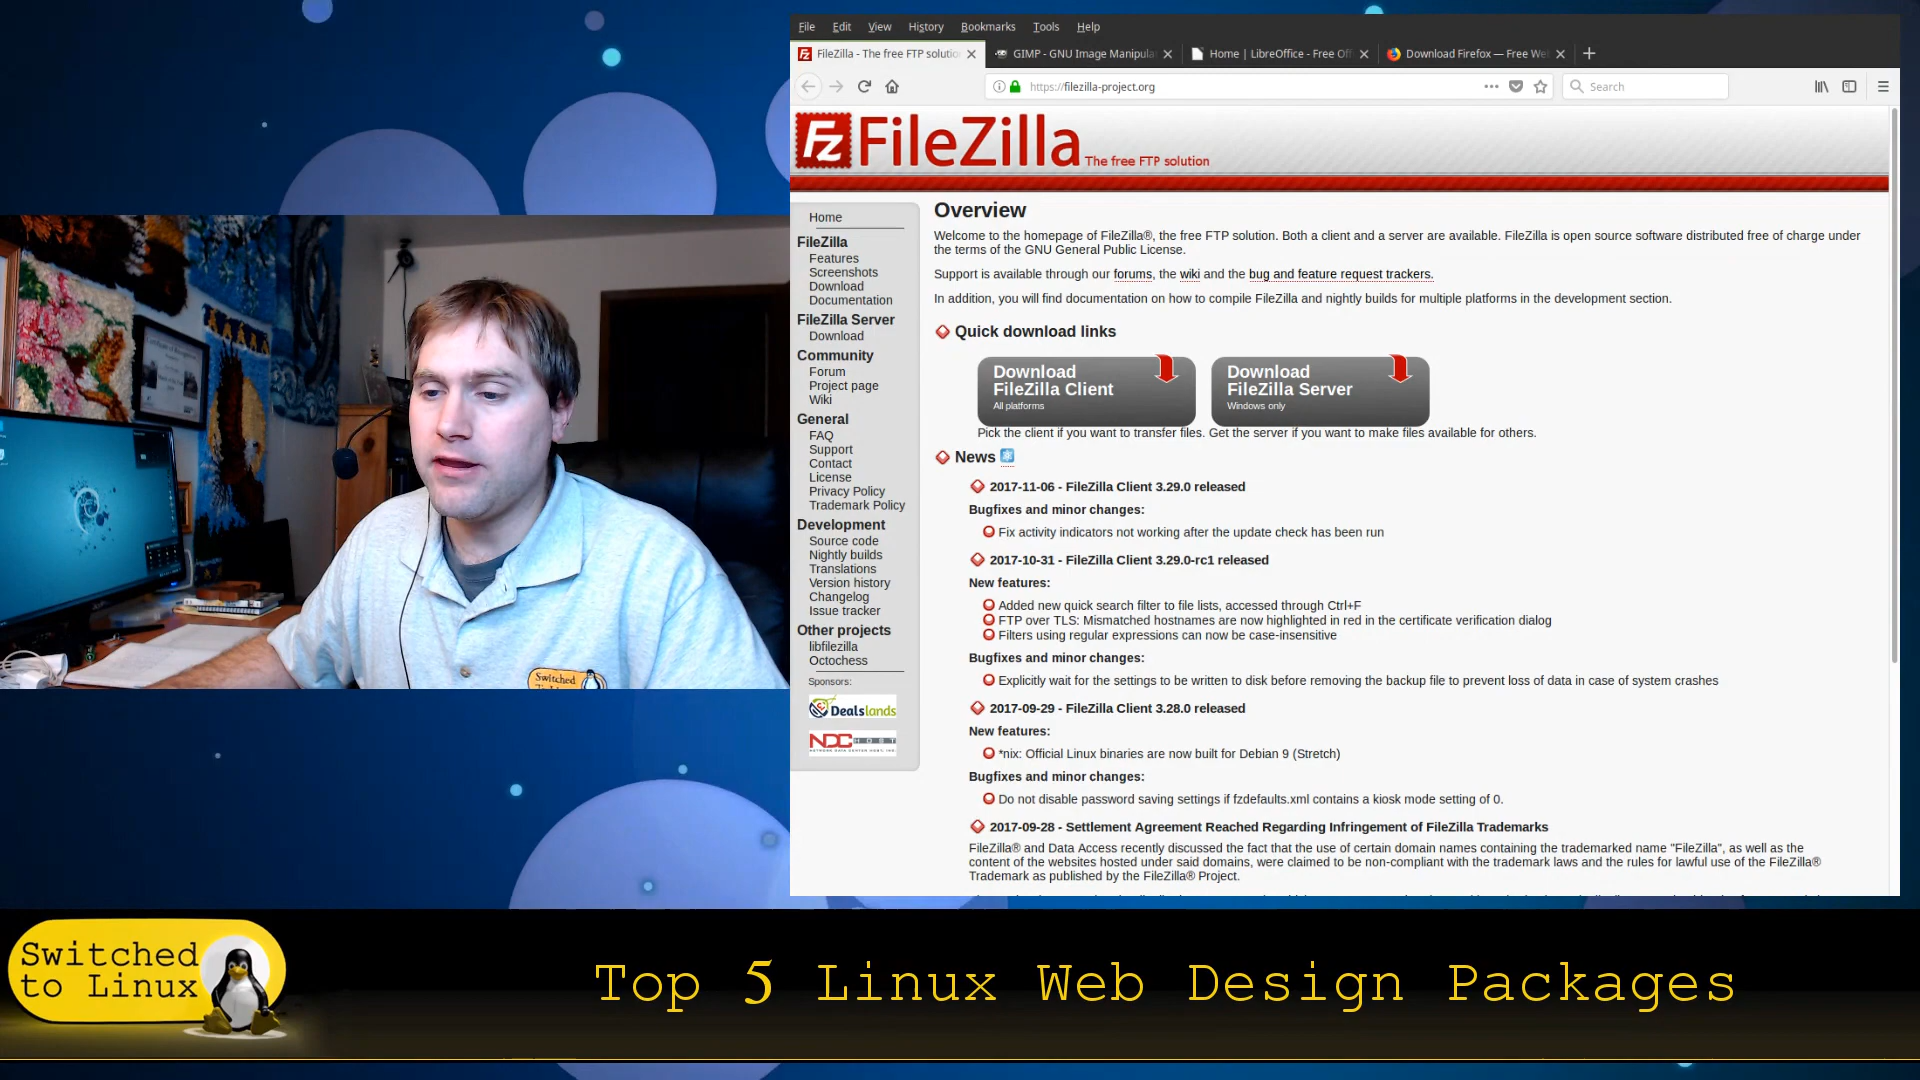 File Edit View History Bookmarks Tools Help
FileZilla - The free FTP solutio
GIMP - GNU Image Manipula
Home | LibreOffice - Free Off
Download Firefox — Free We
https://filezilla-project.org
Search
FileZilla The free FTP solution
Home
FileZilla
Features
Screenshots
Download
Documentation
FileZilla Server
Download
Community
Forum
Project page
Wiki
General
FAQ
Support
Contact
License
Privacy Policy
Trademark Policy
Development
Source code
Nightly builds
Translations
Version history
Changelog
Issue tracker
Other projects
libfilezilla
Octochess
Sponsors:
Dealslands
NDC HOST
Overview
Welcome to the homepage of FileZilla®, the free FTP solution. Both a client and a server are available. FileZilla is open source software distributed free of charge under
the terms of the GNU General Public License.
Support is available through our forums, the wiki and the bug and feature request trackers.
In addition, you will find documentation on how to compile FileZilla and nightly builds for multiple platforms in the development section.
Quick download links
Download
FileZilla Client
All platforms
Download
FileZilla Server
Windows only
Pick the client if you want to transfer files. Get the server if you want to make files available for others.
News
2017-11-06 - FileZilla Client 3.29.0 released
Bugfixes and minor changes:
Fix activity indicators not working after the update check has been run
2017-10-31 - FileZilla Client 3.29.0-rc1 released
New features:
Added new quick search filter to file lists, accessed through Ctrl+F
FTP over TLS: Mismatched hostnames are now highlighted in red in the certificate verification dialog
Filters using regular expressions can now be case-insensitive
Bugfixes and minor changes:
Explicitly wait for the settings to be written to disk before removing the backup file to prevent loss of data in case of system crashes
2017-09-29 - FileZilla Client 3.28.0 released
New features:
*nix: Official Linux binaries are now built for Debian 9 (Stretch)
Bugfixes and minor changes:
Do not disable password saving settings if fzdefaults.xml contains a kiosk mode setting of 0.
2017-09-28 - Settlement Agreement Reached Regarding Infringement of FileZilla Trademarks
FileZilla® and Data Access recently discussed the fact that the use of certain domain names containing the trademarked name "FileZilla", as well as the
content of the websites hosted under said domains, were claimed to be non-compliant with the trademark laws and the rules for lawful use of the FileZilla®
Trademark as published by the FileZilla® Project.
Switched
Switched
to Linux
Top 5 Linux Web Design Packages